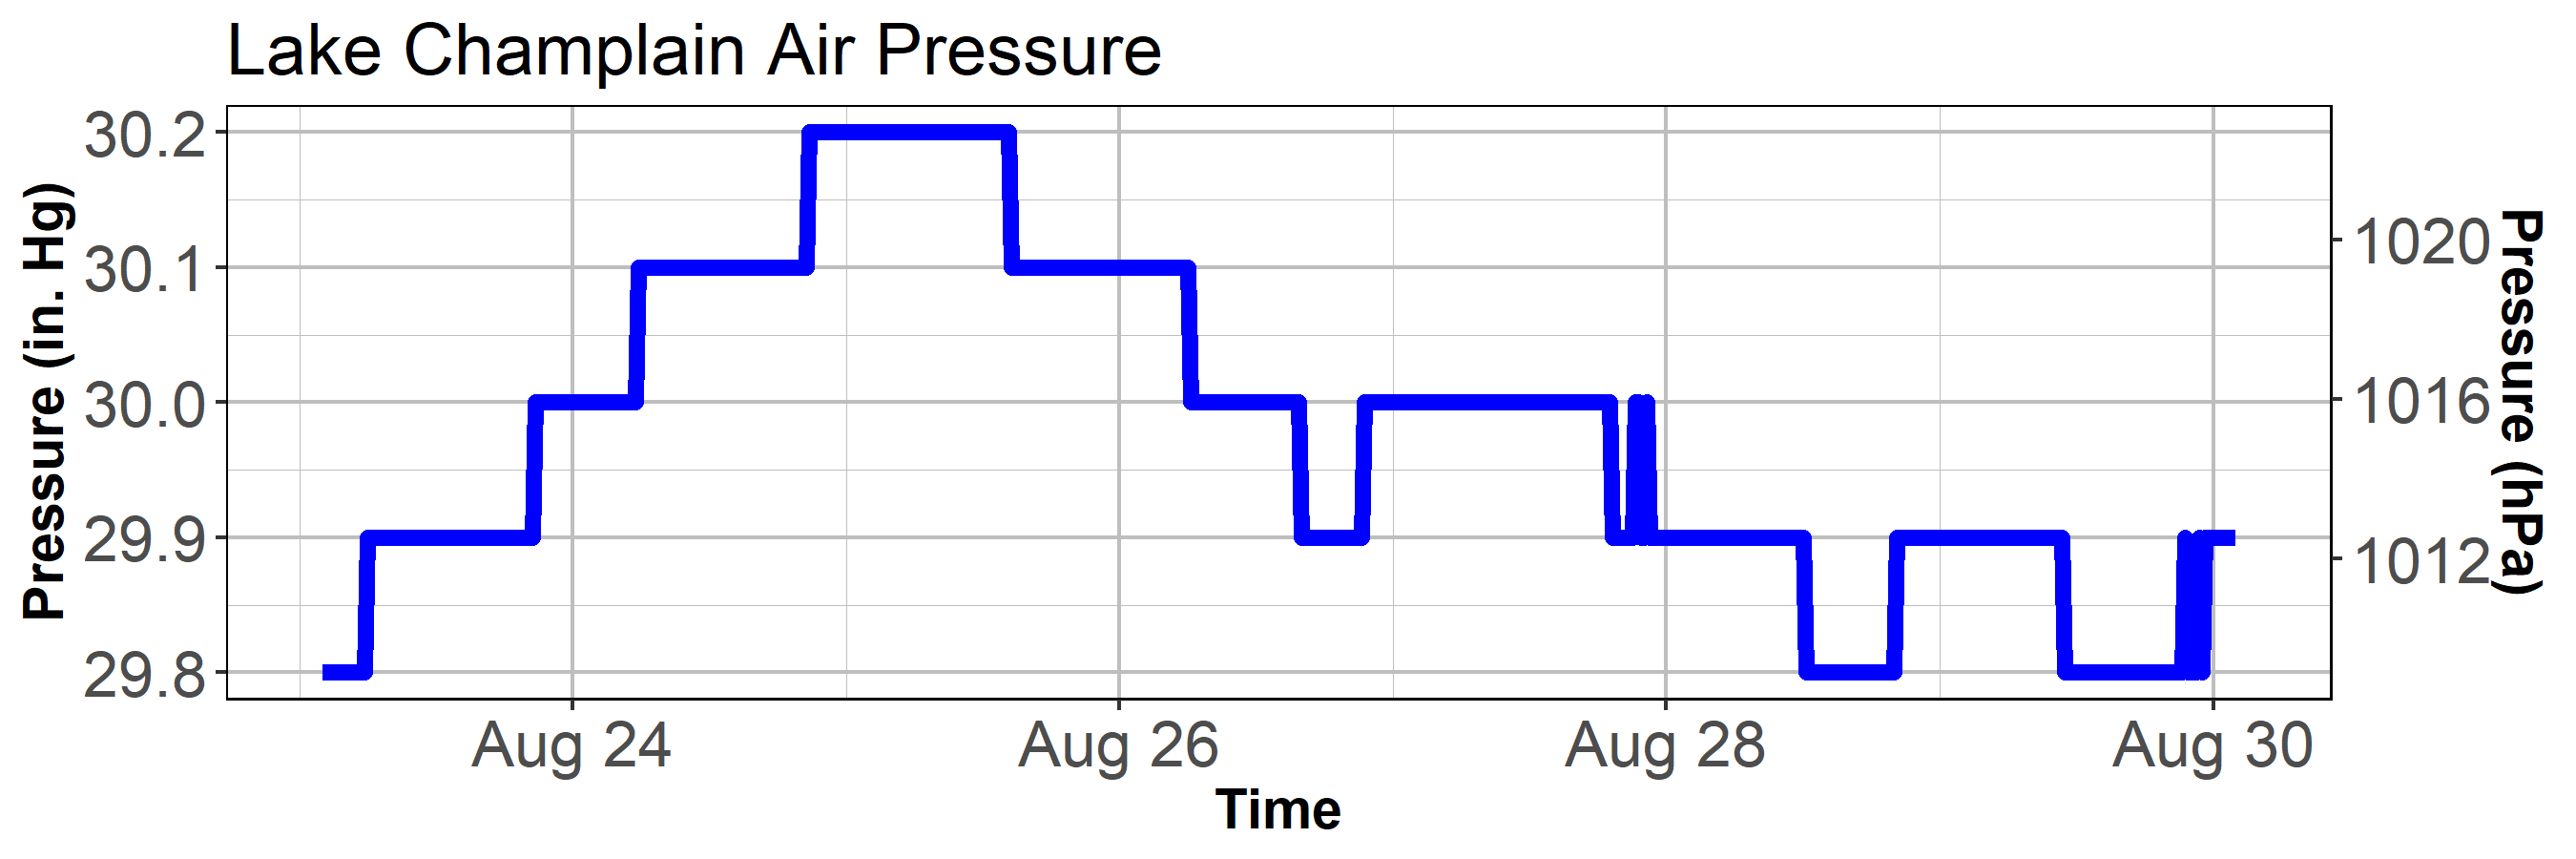 Lake Champlain Air Pressure
Pressure (in. Hg)
30.2
30.1
30.0
29.9
29.8
1020
1016
1012
Pressure (hPa)
Aug 24 Aug 26 Aug 28 Aug 30
Time